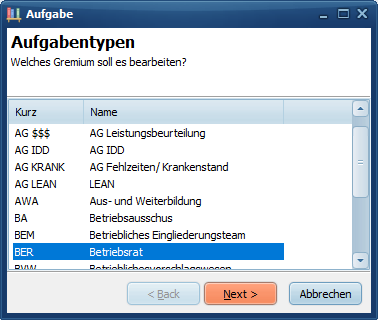 Aufgabe
Aufgabentypen
Welches Gremium soll es bearbeiten?
Kurz Name
AG $$$ AG Leistungsbeurteilung
AG IDD AG IDD
AG KRANK AG Fehlzeiten/ Krankenstand
AG LEAN LEAN
AWA Aus- und Weiterbildung
BA Betriebsausschus
BEM Betriebliches Eingliederungsteam
BER Betriebsrat
BVW Betrieblichesvorschlagswesen
< Back Next > Abbrechen